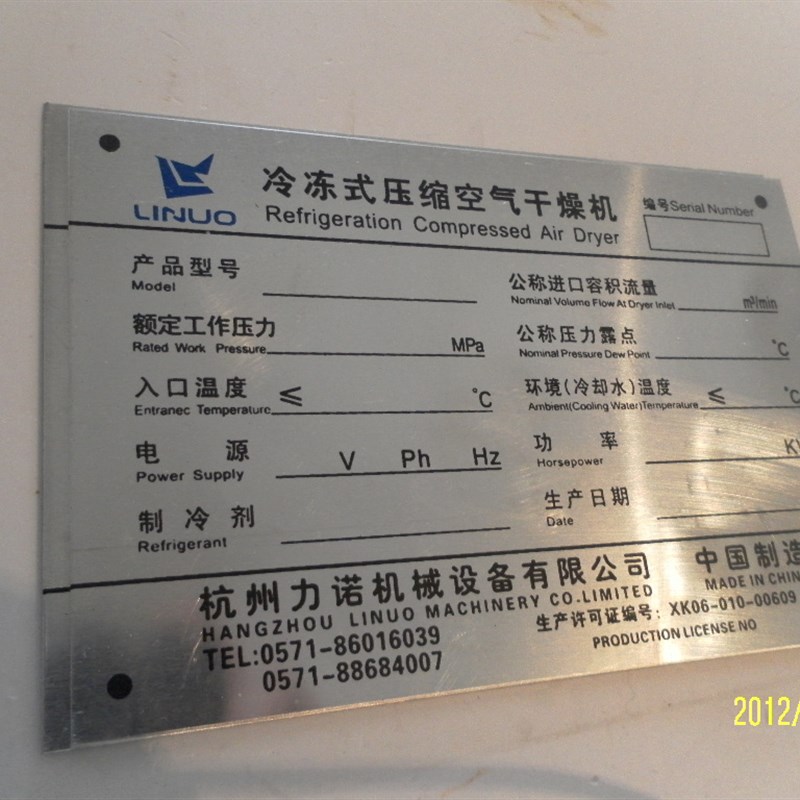 LINUO
冷冻式压缩空气干燥机
Refrigeration Compressed Air Dryer
编号Serial Number
产品型号
Model
公称进口容积流量
Nominal Volume Flow At Dryer Inlet m³/min
额定工作压力
Rated Work Pressure MPa
公称压力露点
Nominal Pressure Dew Point °C
入口温度 ≤
Entranec Temperature °C
环境(冷却水)温度 ≤
Ambient(Cooling Water)Temperature °C
电源
Power Supply V Ph Hz
功率
Horsepower
制冷剂
Refrigerant
生产日期
Date
杭州力诺机械设备有限公司
HANGZHOU LINUO MACHINERY CO.LIMITED
TEL:0571-86016039
0571-88684007
中国制造
MADE IN CHINA
生产许可证编号: XK06-010-00609
PRODUCTION LICENSE NO
2012/